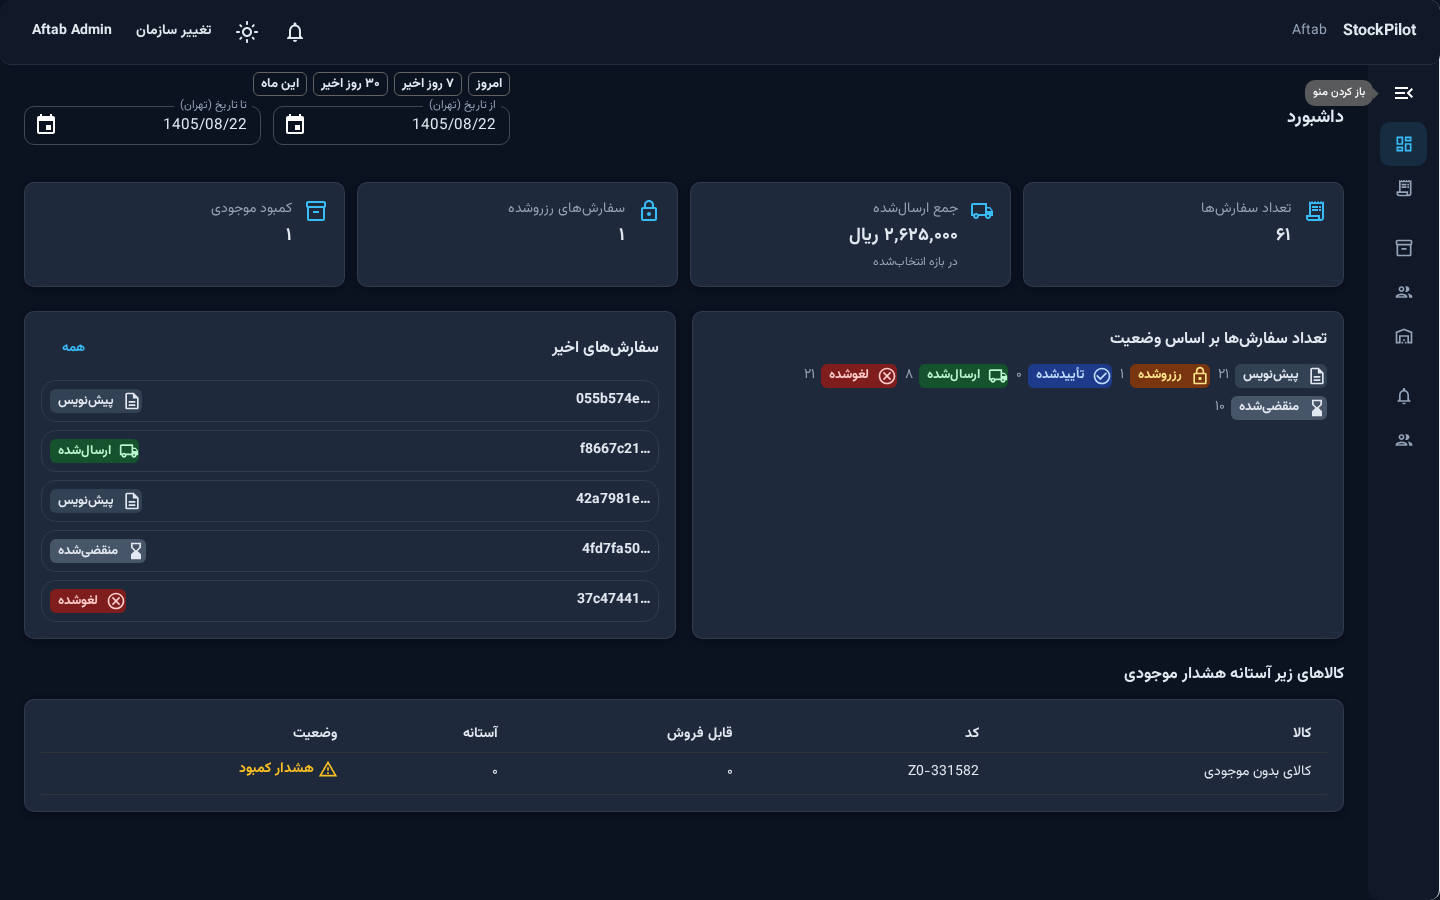 StockPilot Aftab
تغییر سازمان Aftab Admin
باز کردن منو
داشبورد
امروز ۷ روز اخیر ۳۰ روز اخیر این ماه
از تاریخ (تهران)
1405/08/22
تا تاریخ (تهران)
1405/08/22
تعداد سفارش‌ها
۶۱
جمع ارسال‌شده
۲,۶۲۵,۰۰۰ ریال
در بازه انتخاب‌شده
سفارش‌های رزروشده
۱
کمبود موجودی
۱
تعداد سفارش‌ها بر اساس وضعیت
پیش‌نویس ۲۱ رزروشده ۱ تأییدشده ۰ ارسال‌شده ۸ لغوشده ۲۱
منقضی‌شده ۱۰
سفارش‌های اخیر همه
055b574e… پیش‌نویس
f8667c21… ارسال‌شده
42a7981e… پیش‌نویس
4fd7fa50… منقضی‌شده
37c47441… لغوشده
کالاهای زیر آستانه هشدار موجودی
کالا کد قابل فروش آستانه وضعیت
کالای بدون موجودی Z0-331582 ۰ ۰ هشدار کمبود